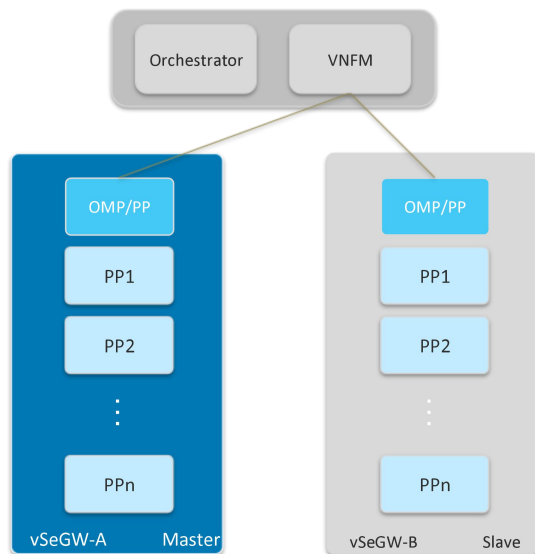 Orchestrator VNFM
OMP/PP OMP/PP
PP1 PP1
PP2 PP2
PPn PPn
vSeGW-A Master vSeGW-B Slave